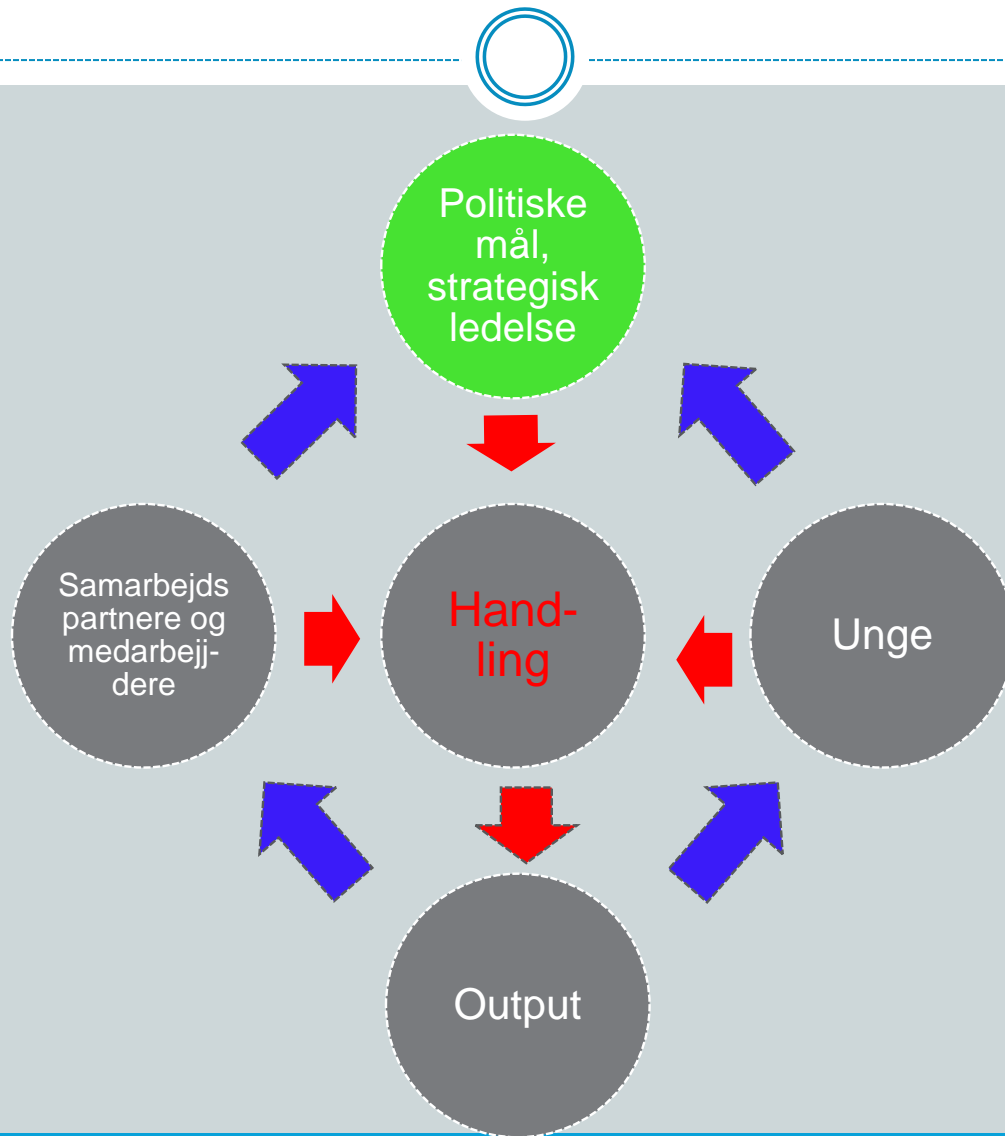 Politiske
mål,
strategisk
ledelse
Samarbejds
partnere og
medarbejj-
dere
Hand-
ling
Unge
Output